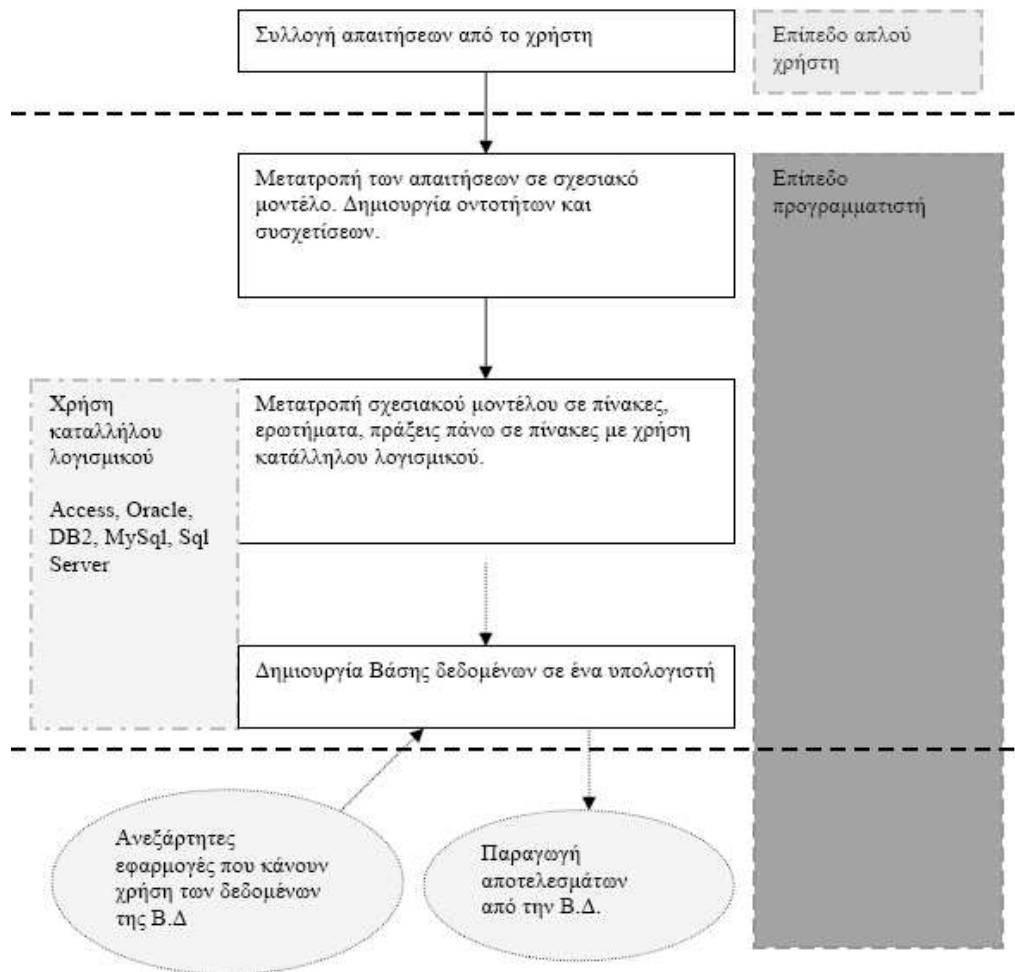 Συλλογή απαιτήσεων από το χρήστη
Επίπεδο απλού
χρήστη
Μετατροπή των απαιτήσεων σε σχεσιακό
μοντέλο. Δημιουργία οντοτήτων και
συσχετίσεων.
Επίπεδο
προγραμματιστή
Χρήση
καταλλήλου
λογισμικού
Access, Oracle,
DB2, MySql, Sql
Server
Μετατροπή σχεσιακού μοντέλου σε πίνακες,
ερωτήματα, πράξεις πάνω σε πίνακες με χρήση
κατάλληλου λογισμικού.
Δημιουργία Βάσης δεδομένων σε ένα υπολογιστή
Ανεξάρτητες
εφαρμογές που κάνουν
χρήση των δεδομένων
της Β.Δ
Παραγωγή
αποτελεσμάτων
από την Β.Δ.